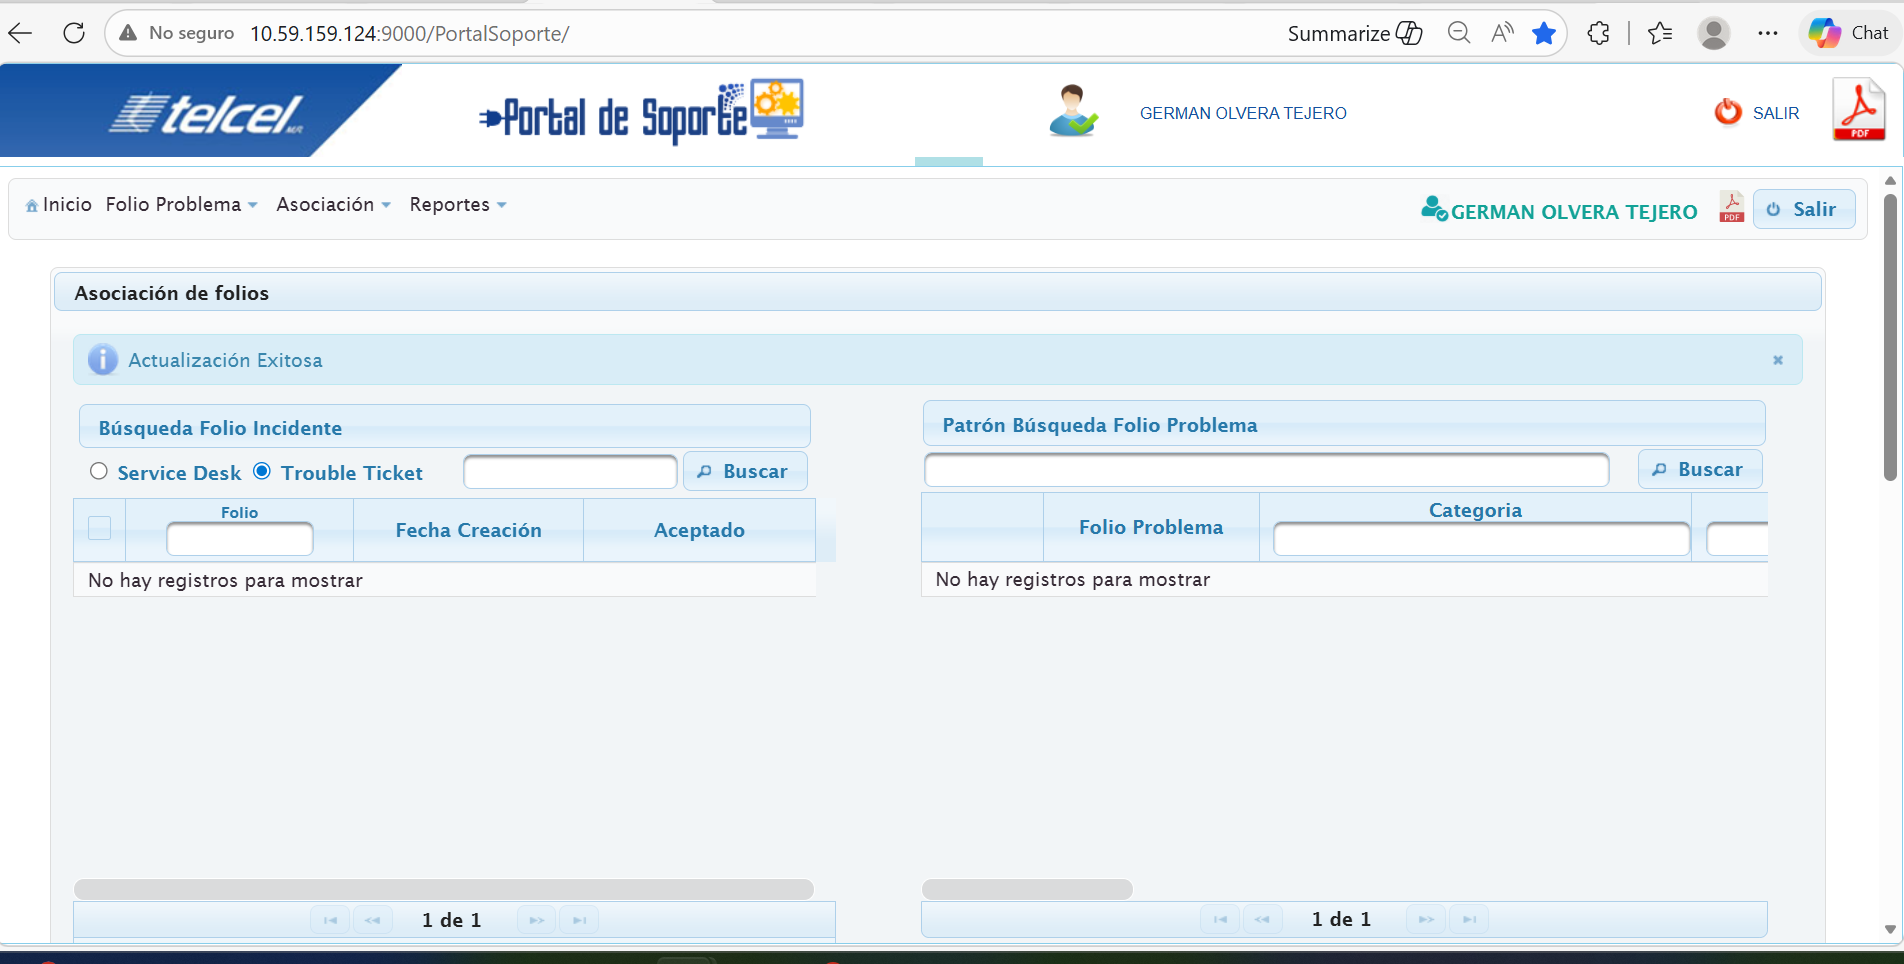 No seguro 10.59.159.124:9000/PortalSoporte/ Summarize Chat
telcel MR Portal de Soporte GERMAN OLVERA TEJERO SALIR PDF
Inicio Folio Problema Asociación Reportes GERMAN OLVERA TEJERO PDF Salir
Asociación de folios
Actualización Exitosa
Búsqueda Folio Incidente
Service Desk Trouble Ticket Buscar
Folio Fecha Creación Aceptado
No hay registros para mostrar
1 de 1
Patrón Búsqueda Folio Problema
Buscar
Folio Problema Categoria
No hay registros para mostrar
1 de 1